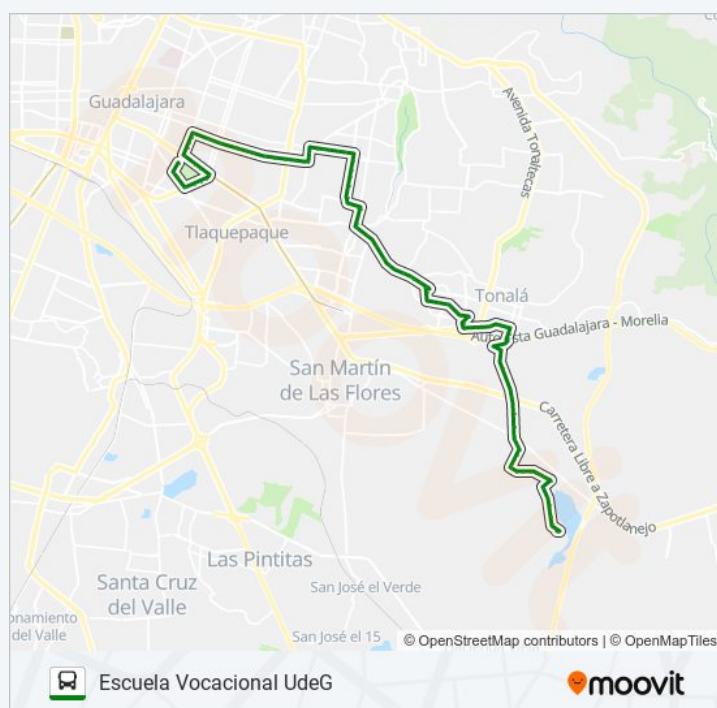 Guadalajara
Avenida Tonaltecas
Tlaquepaque
Tonalá
Autopista Guadalajara - Morelia
San Martín
de Las Flores
Carretera Libre a Zapotlanejo
Las Pintitas
Santa Cruz
del Valle
San José el Verde
ionamiento
del Valle
San José el 15
© OpenStreetMap contributors | © OpenMapTiles
Escuela Vocacional UdeG
moovit